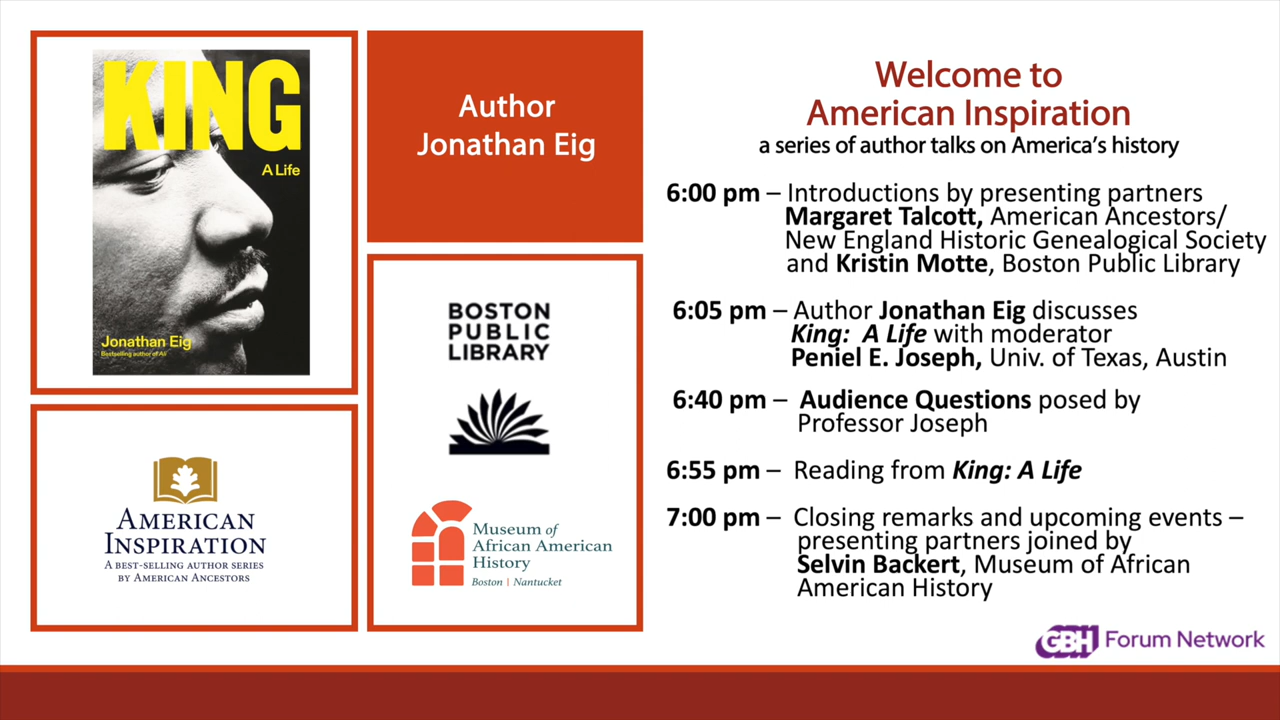 KING
A Life
Jonathan Eig
Bestselling author of Ali
Author
Jonathan Eig
BOSTON
PUBLIC
LIBRARY
AMERICAN
INSPIRATION
A BEST-SELLING AUTHOR SERIES
BY AMERICAN ANCESTORS
Museum of
African American
History
Boston | Nantucket
Welcome to
American Inspiration
a series of author talks on America's history
6:00 pm – Introductions by presenting partners
Margaret Talcott, American Ancestors/
New England Historic Genealogical Society
and Kristin Motte, Boston Public Library
6:05 pm – Author Jonathan Eig discusses
King: A Life with moderator
Peniel E. Joseph, Univ. of Texas, Austin
6:40 pm – Audience Questions posed by
Professor Joseph
6:55 pm – Reading from King: A Life
7:00 pm – Closing remarks and upcoming events –
presenting partners joined by
Selvin Backert, Museum of African
American History
GBH Forum Network